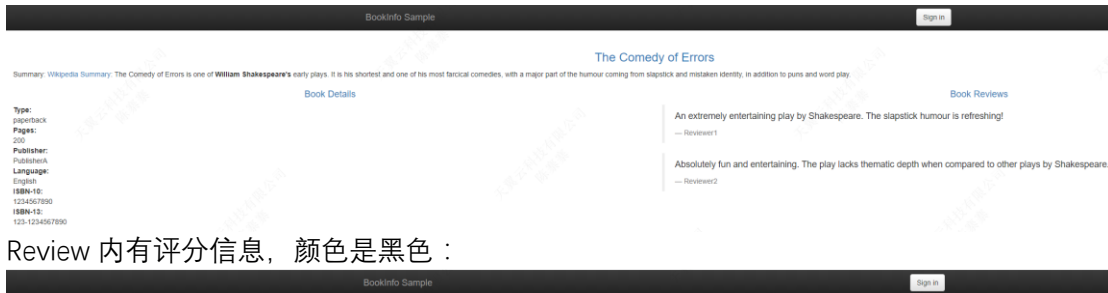 BookInfo Sample
Sign in
The Comedy of Errors
Summary: Wikipedia Summary: The Comedy of Errors is one of William Shakespeare's early plays. It is his shortest and one of his most farcical comedies, with a major part of the humour coming from slapstick and mistaken identity, in addition to puns and word play.
Book Details
Book Reviews
Type:
paperback
Pages:
200
Publisher:
PublisherA
Language:
English
ISBN-10:
1234567890
ISBN-13:
123-1234567890
An extremely entertaining play by Shakespeare. The slapstick humour is refreshing!
— Reviewer1
Absolutely fun and entertaining. The play lacks thematic depth when compared to other plays by Shakespeare.
— Reviewer2
Review 内有评分信息，颜色是黑色：
BookInfo Sample
Sign in